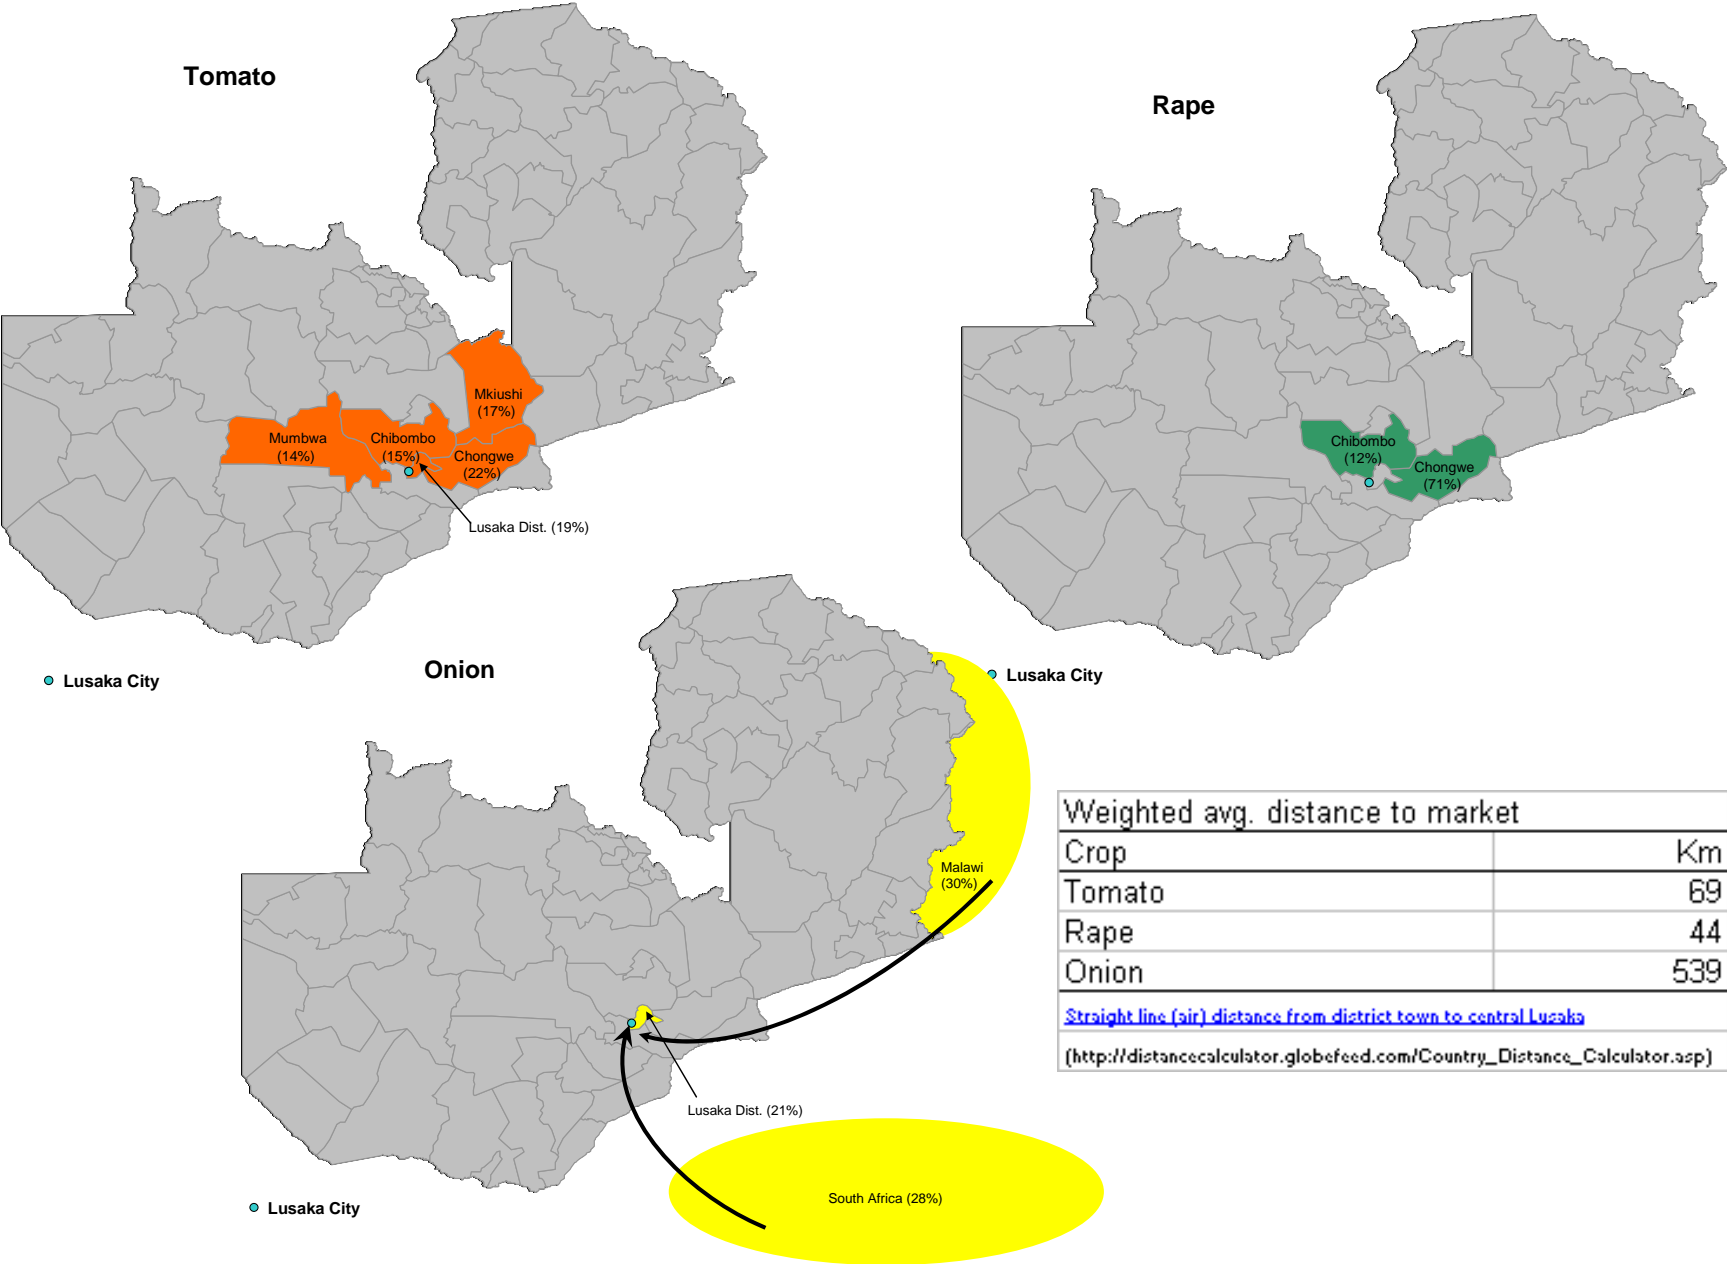 Tomato
Mkiushi
(17%)
Mumbwa
(14%)
Chibombo
(15%)
Chongwe
(22%)
Lusaka Dist. (19%)
Lusaka City
Rape
Chibombo
(12%)
Chongwe
(71%)
Lusaka City
Onion
Malawi
(30%)
Lusaka Dist. (21%)
South Africa (28%)
Lusaka City
Weighted avg. distance to market
Crop Km
Tomato 69
Rape 44
Onion 539
Straight line (air) distance from district town to central Lusaka
(http://distancecalculator.globefeed.com/Country_Distance_Calculator.asp)